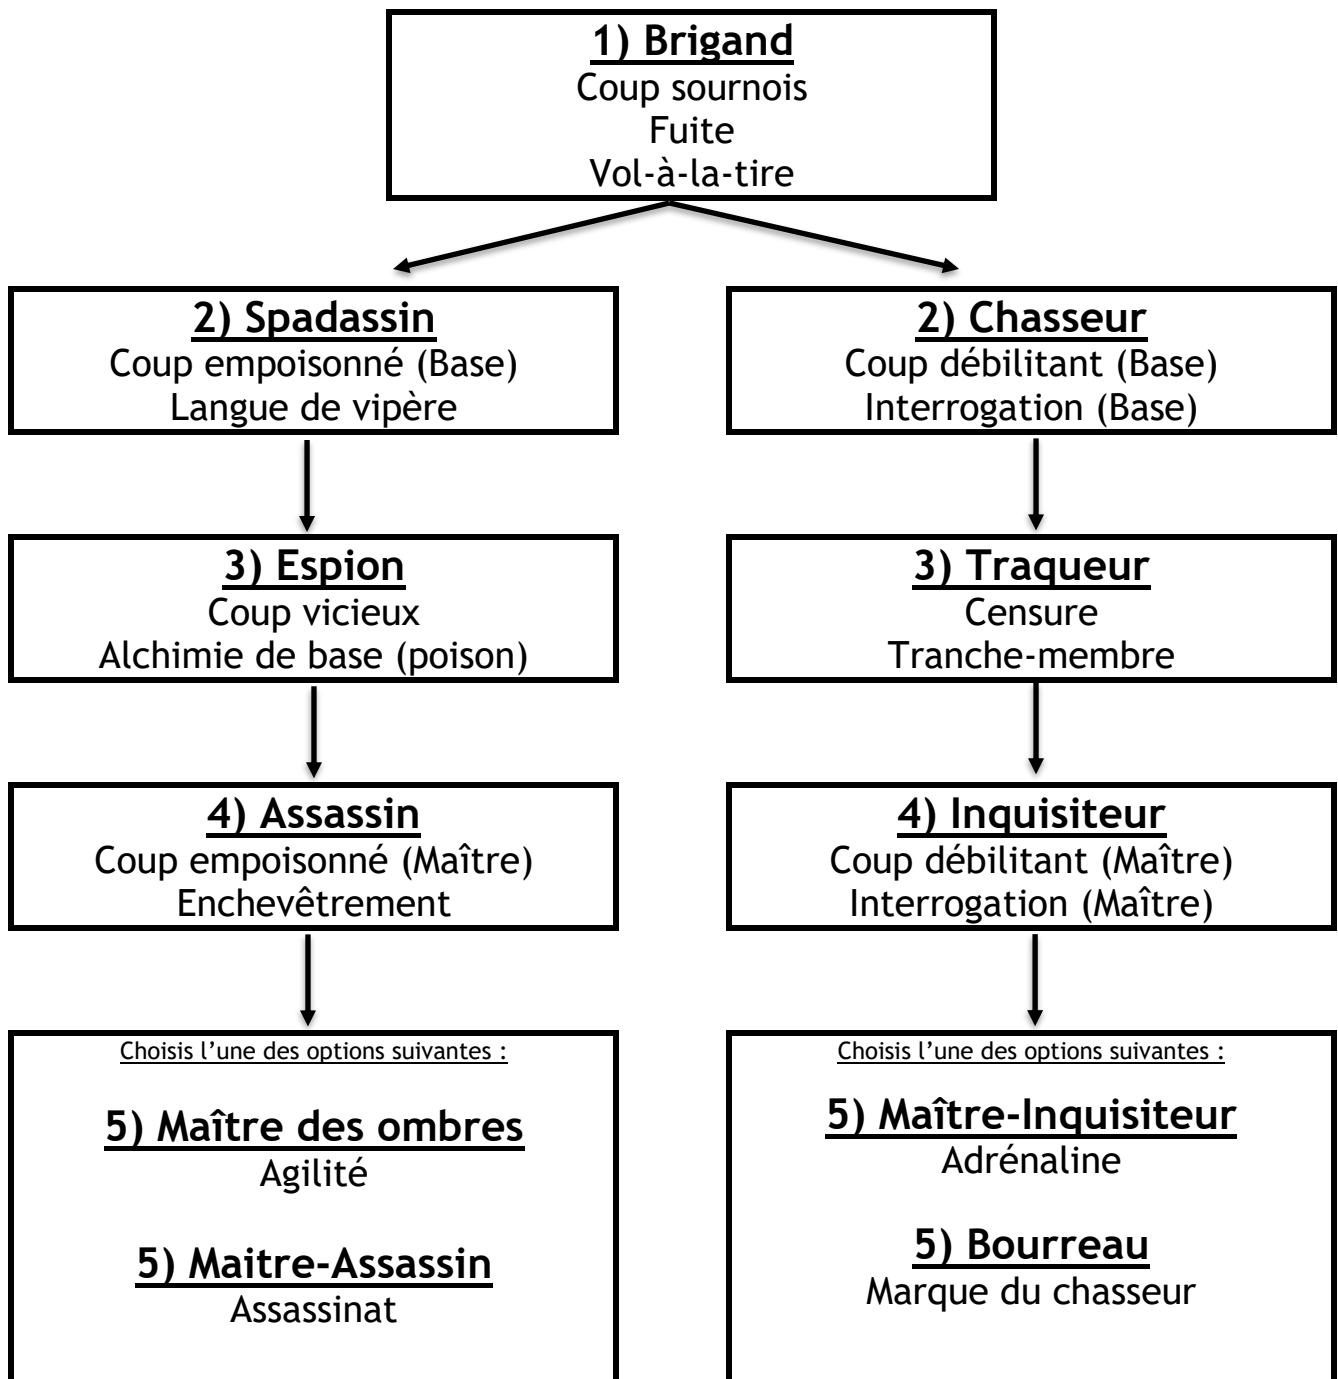 1) Brigand
Coup sournois
Fuite
Vol-à-la-tire
2) Spadassin
Coup empoisonné (Base)
Langue de vipère
2) Chasseur
Coup débilitant (Base)
Interrogation (Base)
3) Espion
Coup vicieux
Alchimie de base (poison)
3) Traqueur
Censure
Tranche-membre
4) Assassin
Coup empoisonné (Maître)
Enchevêtrement
4) Inquisiteur
Coup débilitant (Maître)
Interrogation (Maître)
Choisis l’une des options suivantes :
5) Maître des ombres
Agilité
5) Maitre-Assassin
Assassinat
Choisis l’une des options suivantes :
5) Maître-Inquisiteur
Adrénaline
5) Bourreau
Marque du chasseur